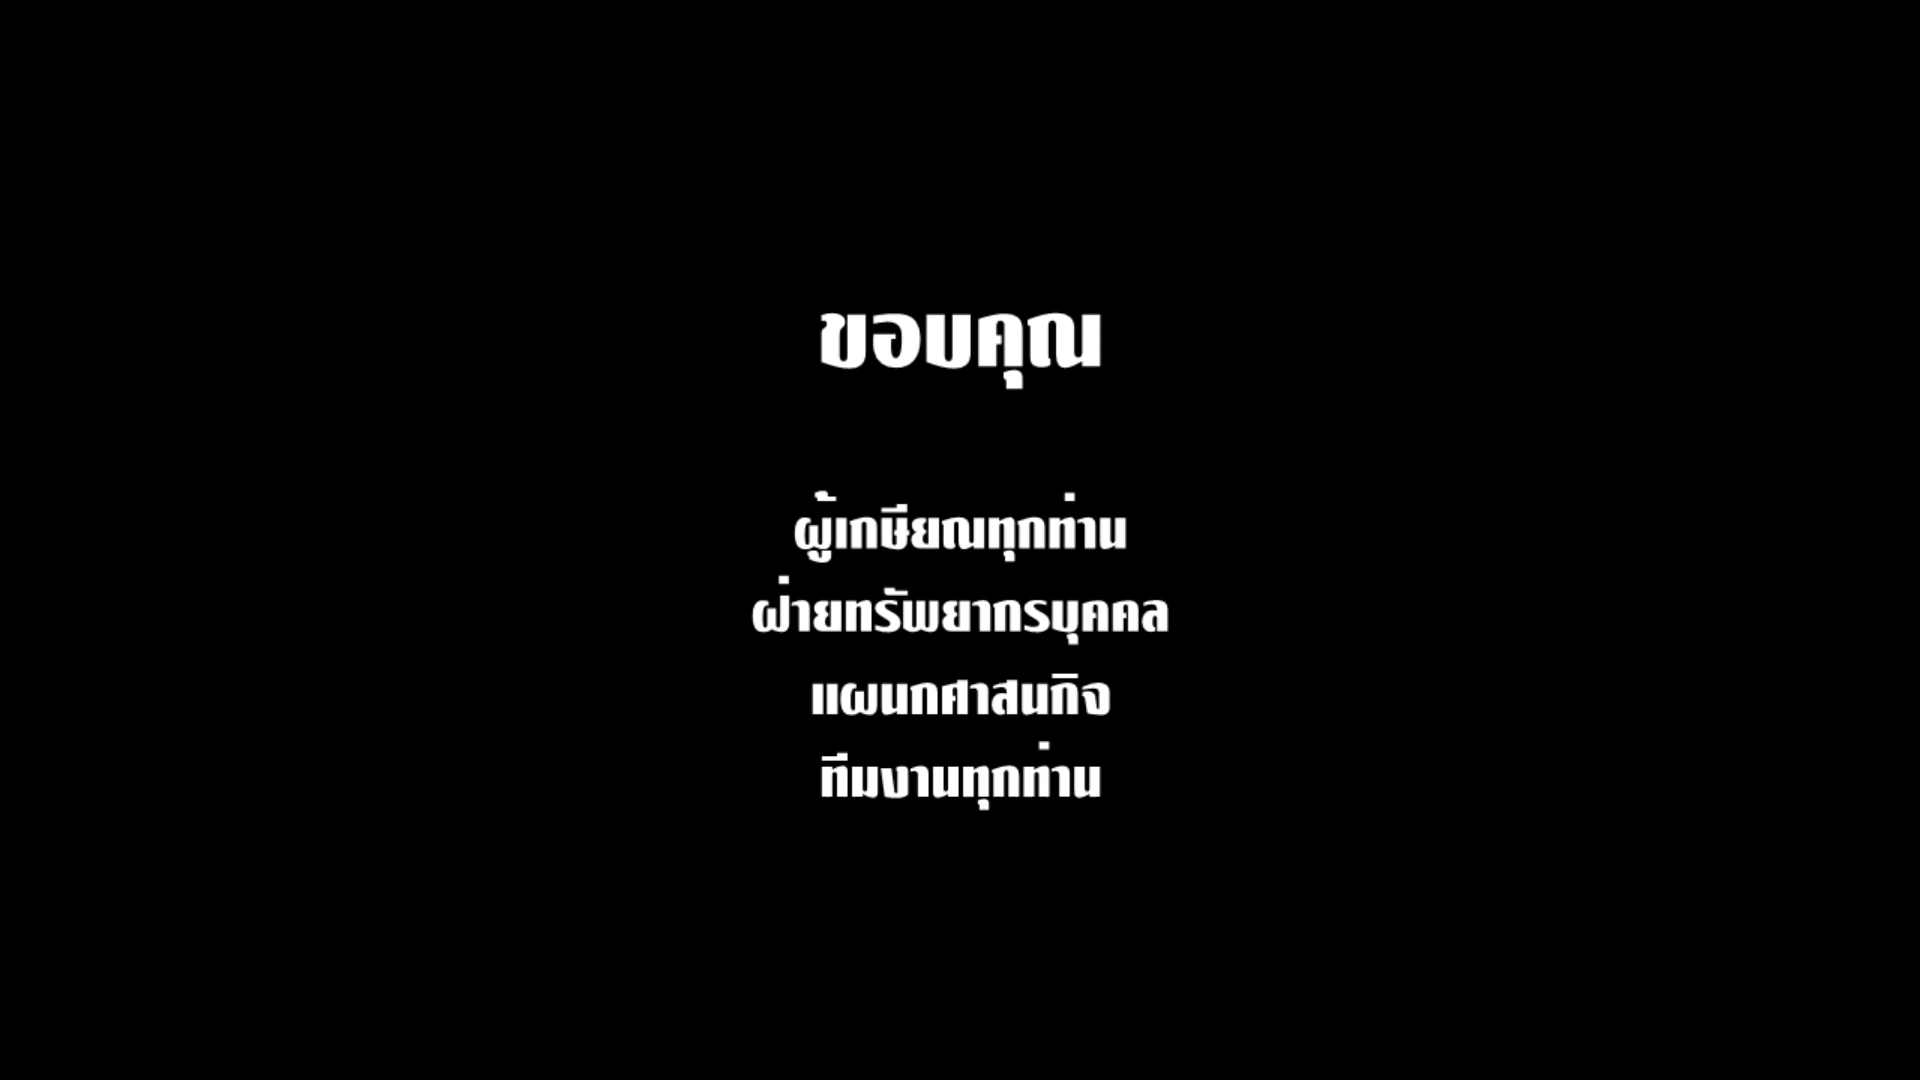 ขอบคุณ
ผู้เกษียณทุกท่าน
ฝ่ายทรัพยากรบุคคล
แผนกศาสนกิจ
ทีมงานทุกท่าน